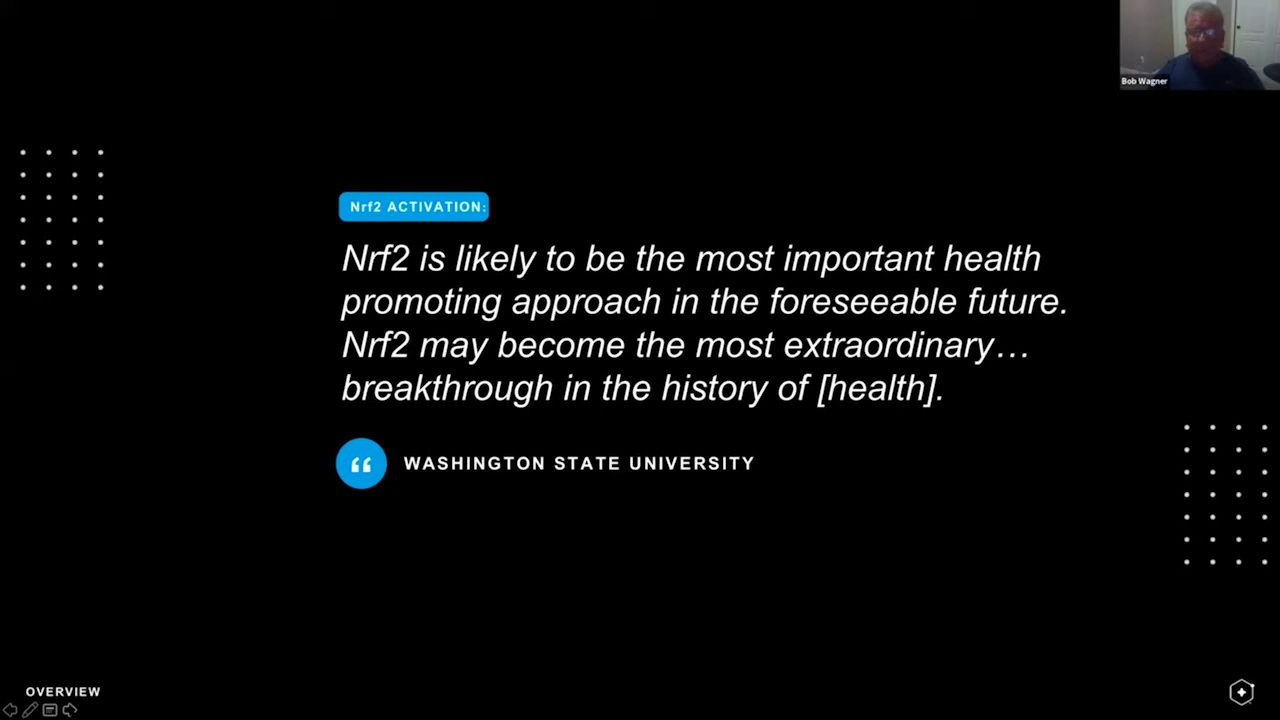 Bob Wagner
Nrf2 ACTIVATION:
Nrf2 is likely to be the most important health
promoting approach in the foreseeable future.
Nrf2 may become the most extraordinary…
breakthrough in the history of [health].
WASHINGTON STATE UNIVERSITY
OVERVIEW